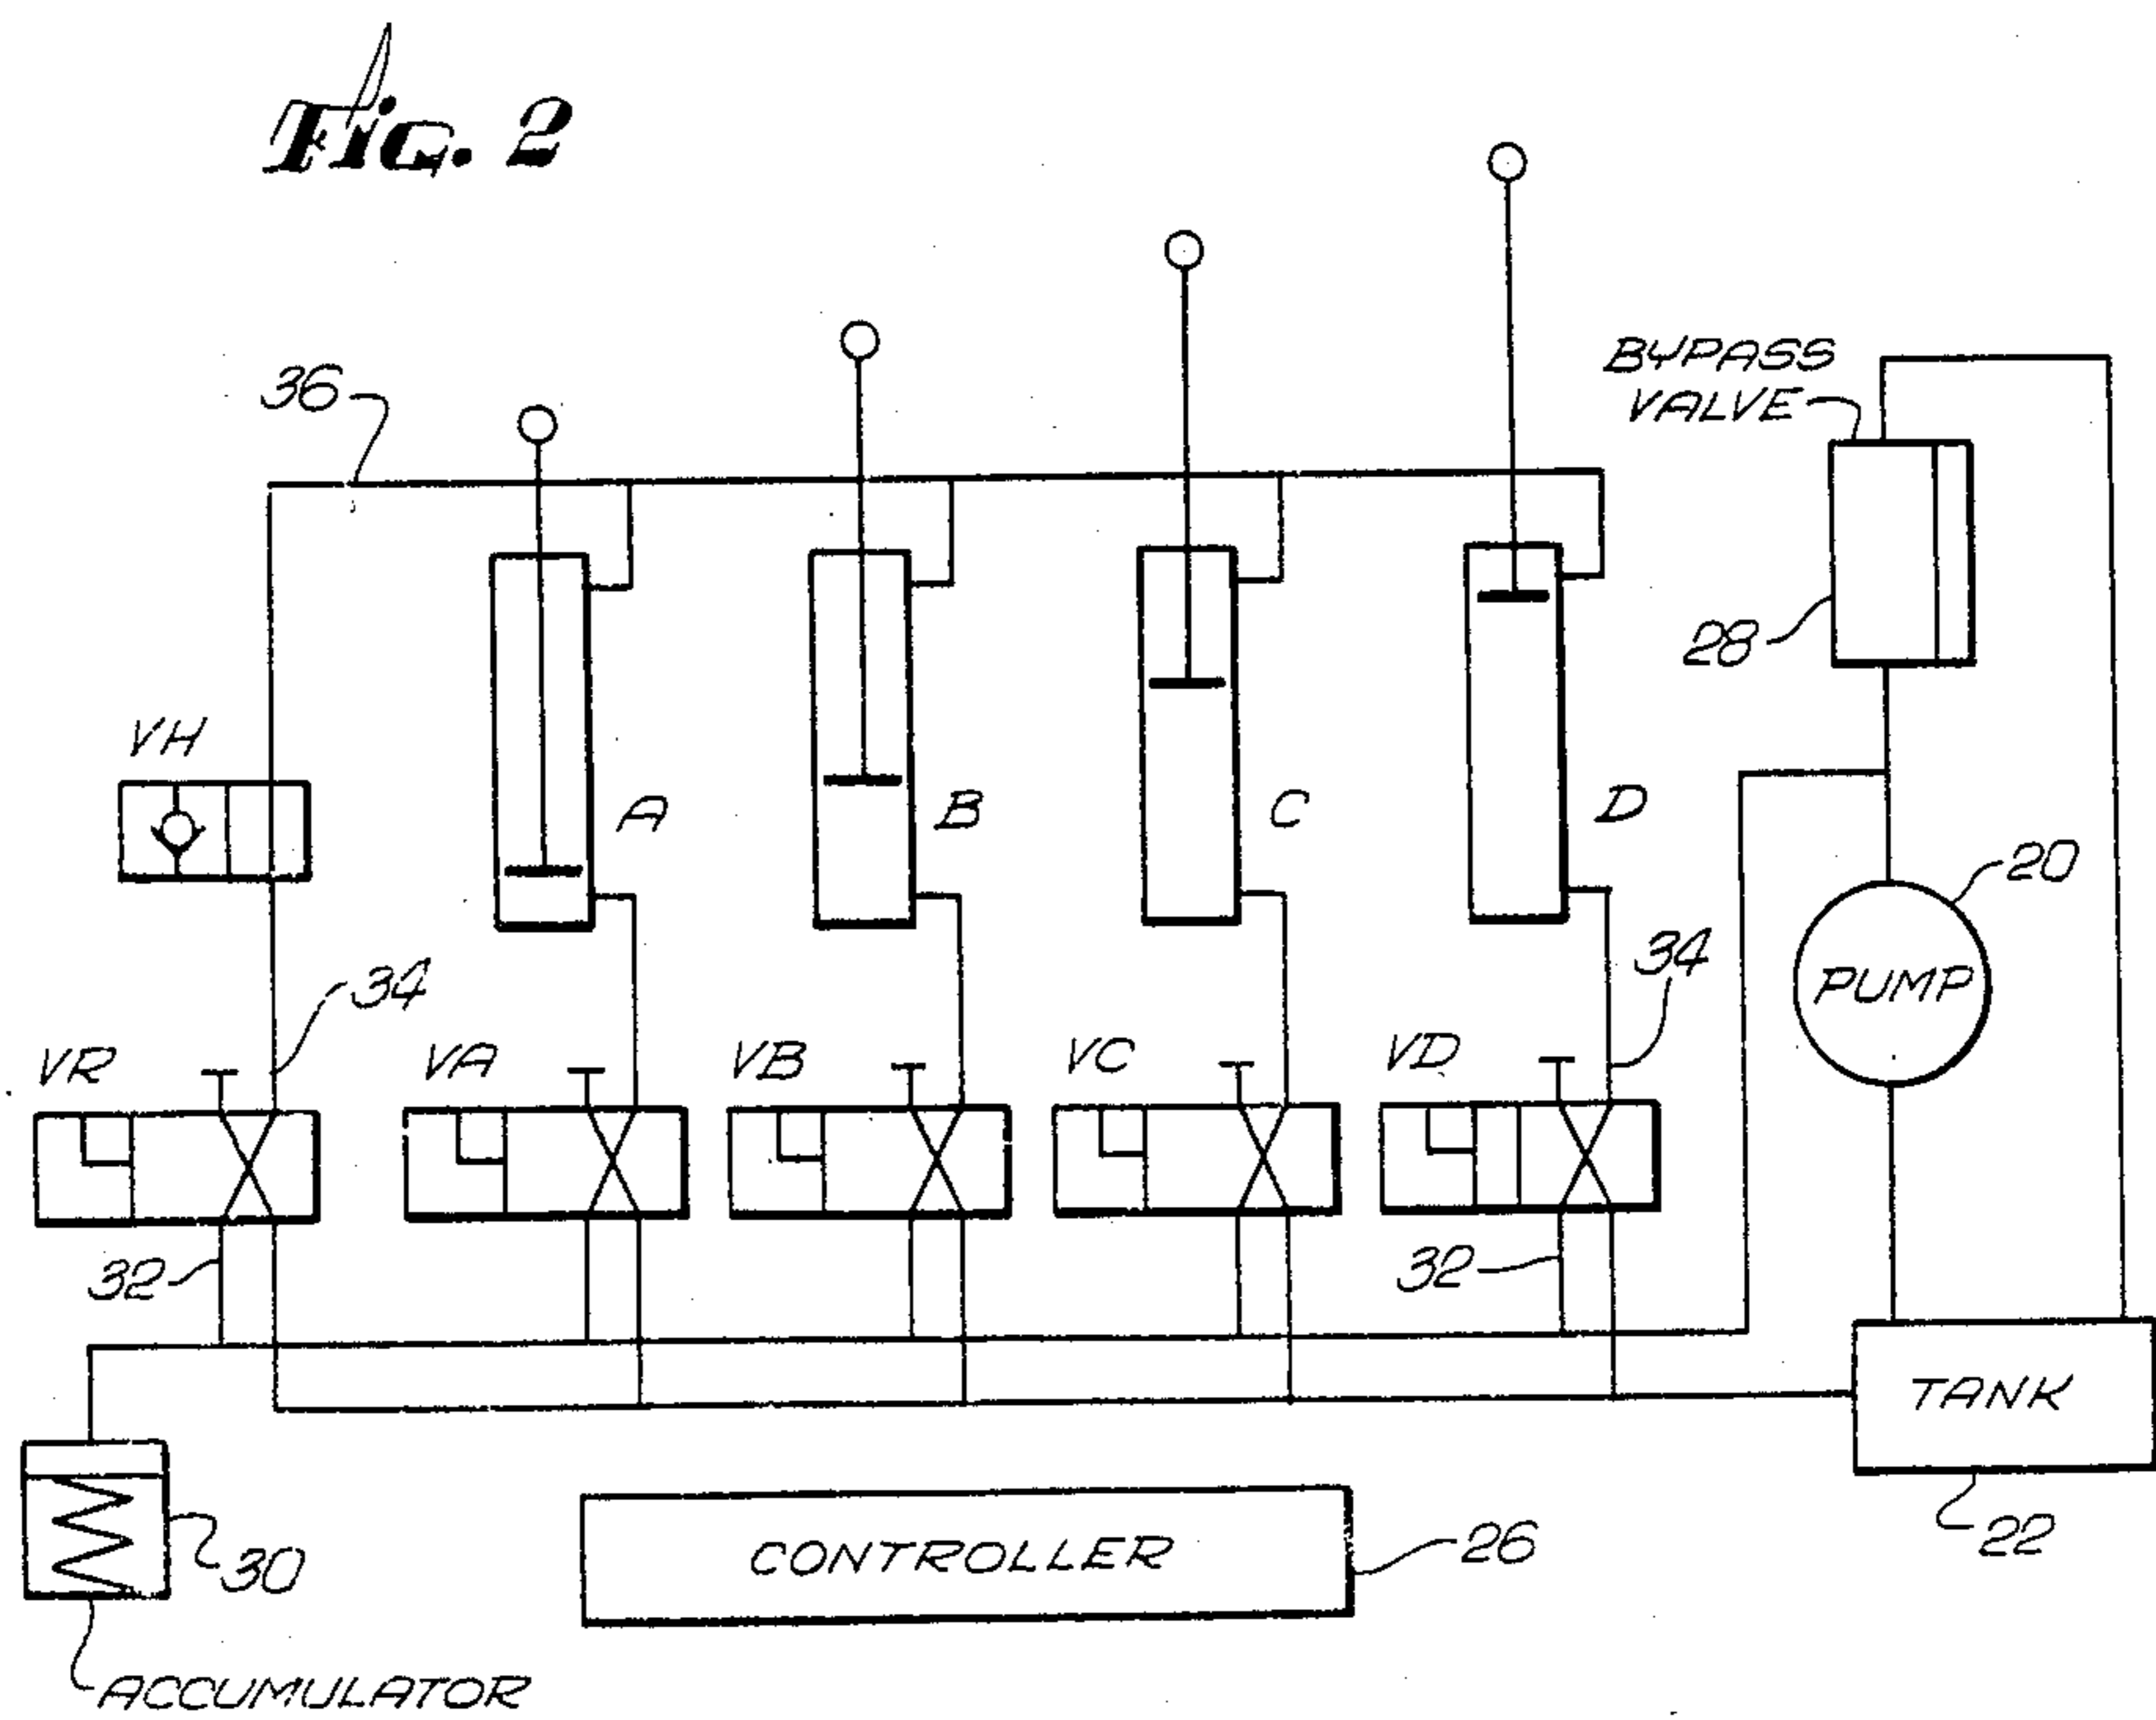 Fig. 2
36
BYPASS
VALVE
28
VH
A
B
C
D
20
PUMP
34
34
VR
VA
VB
VC
VD
32
32
TANK
22
30
CONTROLLER
26
ACCUMULATOR